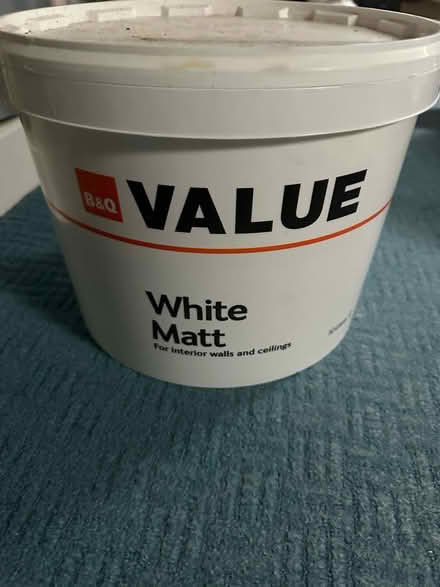 B&Q VALUE
White
Matt
For interior walls and ceilings